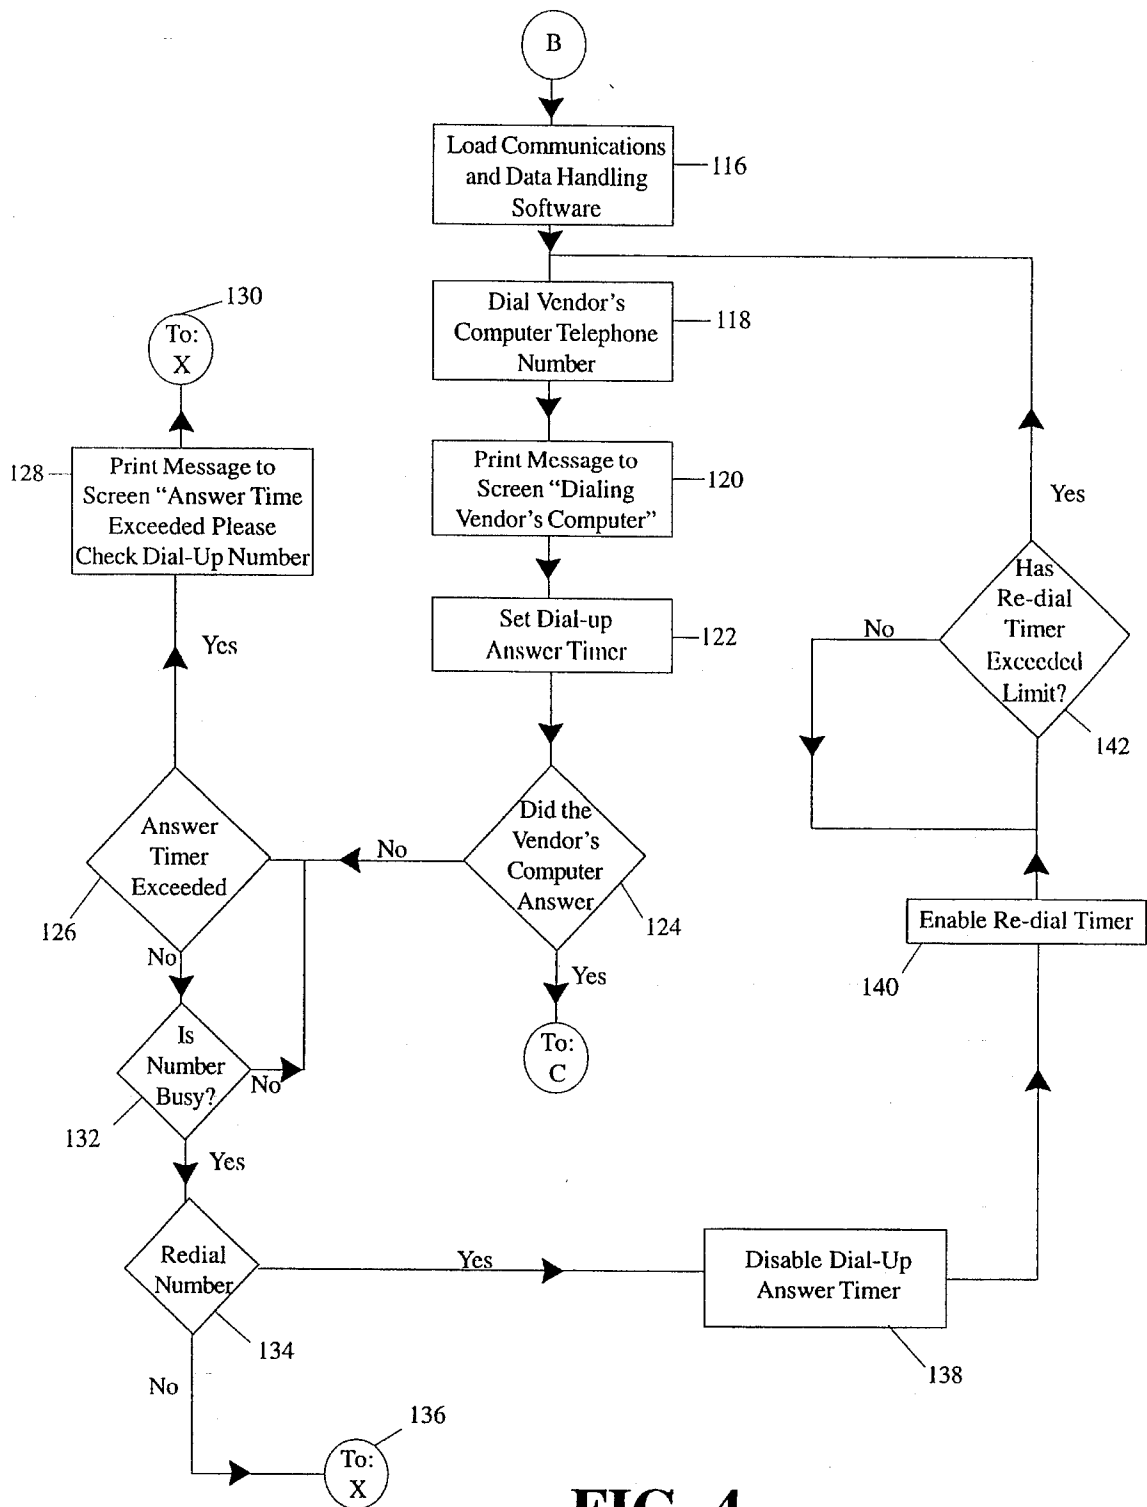 B
Load Communications
and Data Handling
Software
116
Dial Vendor's
Computer Telephone
Number
118
130
To:
X
Print Message to
Screen “Answer Time
Exceeded Please
Check Dial-Up Number
128
Print Message to
Screen “Dialing
Vendor's Computer”
120
Yes
Has
Re-dial
Timer
Exceeded
Limit?
142
No
Set Dial-up
Answer Timer
122
Yes
Answer
Timer
Exceeded
126
No
Did the
Vendor's
Computer
Answer
124
Enable Re-dial Timer
140
No
Yes
To:
C
Is
Number
Busy?
132
No
Yes
Redial
Number
134
Yes
Disable Dial-Up
Answer Timer
138
No
136
To:
X
FIG. 4